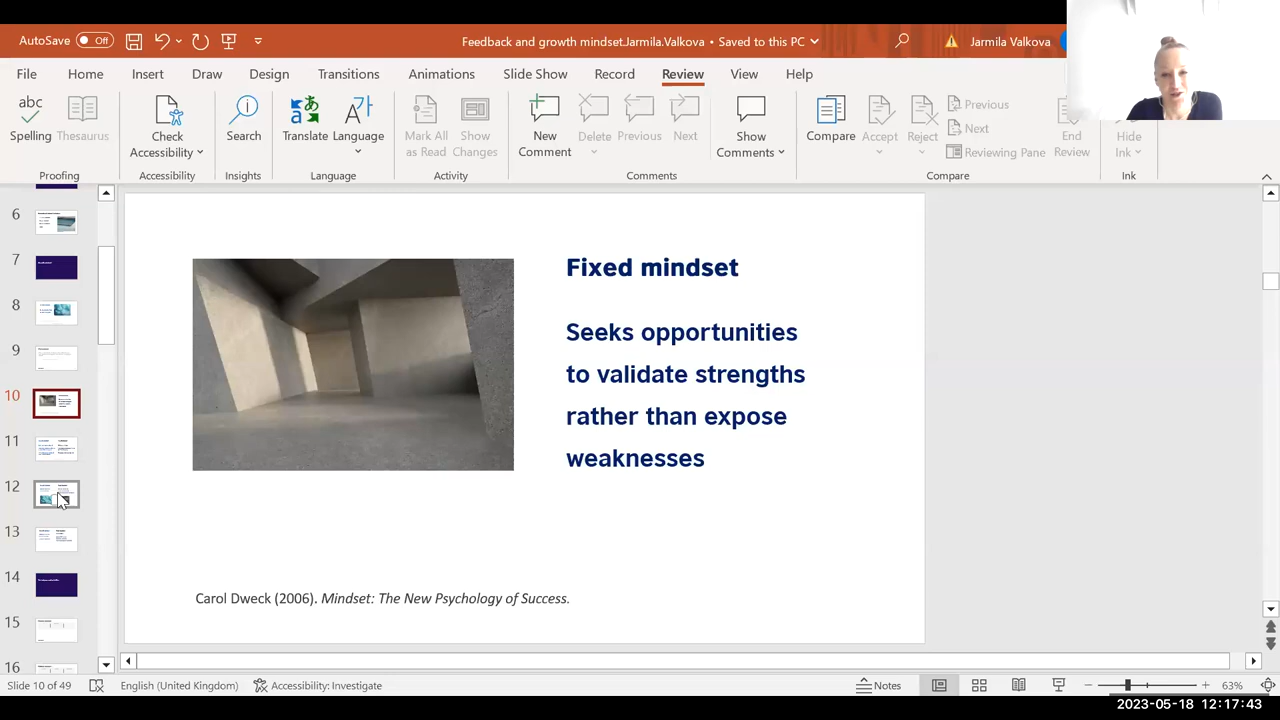 AutoSave Off
Feedback and growth mindset.Jarmila.Valkova • Saved to this PC
Jarmila Valkova
File Home Insert Draw Design Transitions Animations Slide Show Record Review View Help
abc
Spelling
Thesaurus
Check
Accessibility
Search
Translate
Language
Mark All
as Read
Show
Changes
New
Comment
Delete
Previous
Next
Show
Comments
Compare
Accept
Reject
Previous
Next
Reviewing Pane
End
Review
Hide
Ink
Proofing
Accessibility
Insights
Language
Activity
Comments
Compare
Ink
6
7
8
9
10
11
12
13
14
15
16
Fixed mindset
Seeks opportunities
to validate strengths
rather than expose
weaknesses
Carol Dweck (2006). Mindset: The New Psychology of Success.
Slide 10 of 49
English (United Kingdom)
Accessibility: Investigate
Notes
63%
2023-05-18 12:17:43